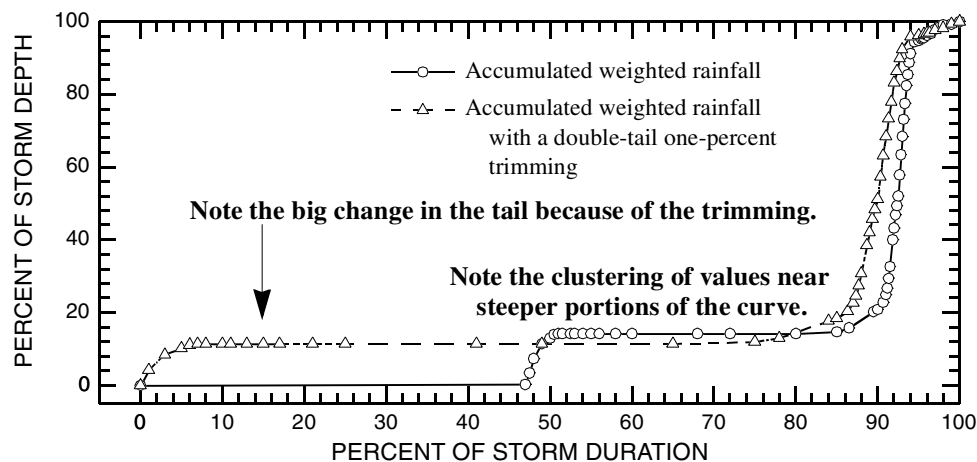 PERCENT OF STORM DEPTH
100
80
60
40
20
0
Accumulated weighted rainfall
Accumulated weighted rainfall
with a double-tail one-percent
trimming
Note the big change in the tail because of the trimming.
Note the clustering of values near
steeper portions of the curve.
0 10 20 30 40 50 60 70 80 90 100
PERCENT OF STORM DURATION